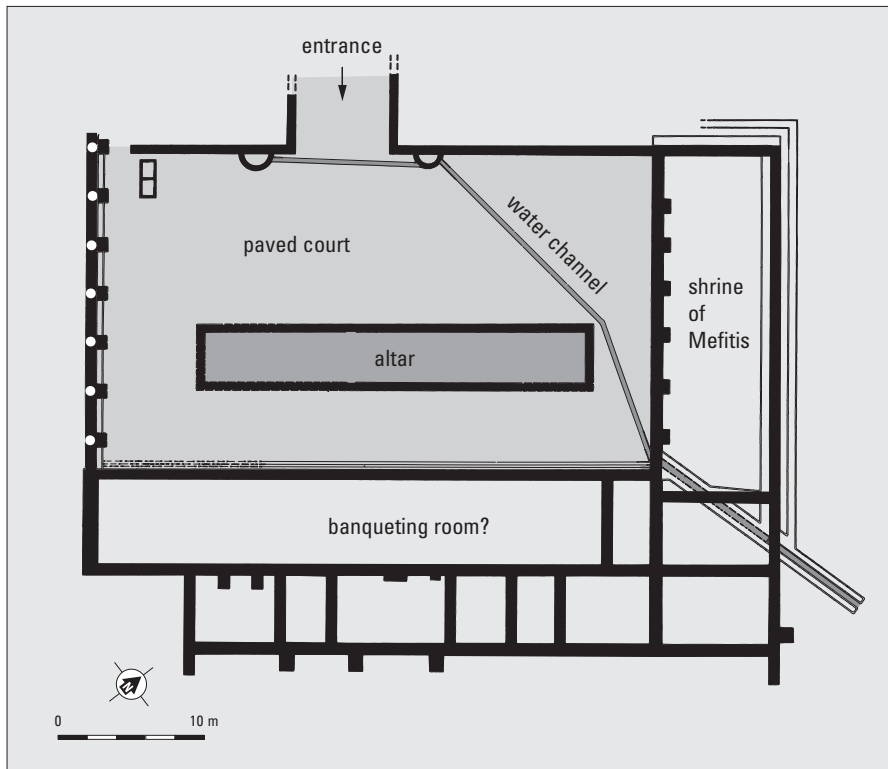 entrance
water channel
paved court
shrine
of
Mefitis
altar
banqueting room?
N
0 10 m